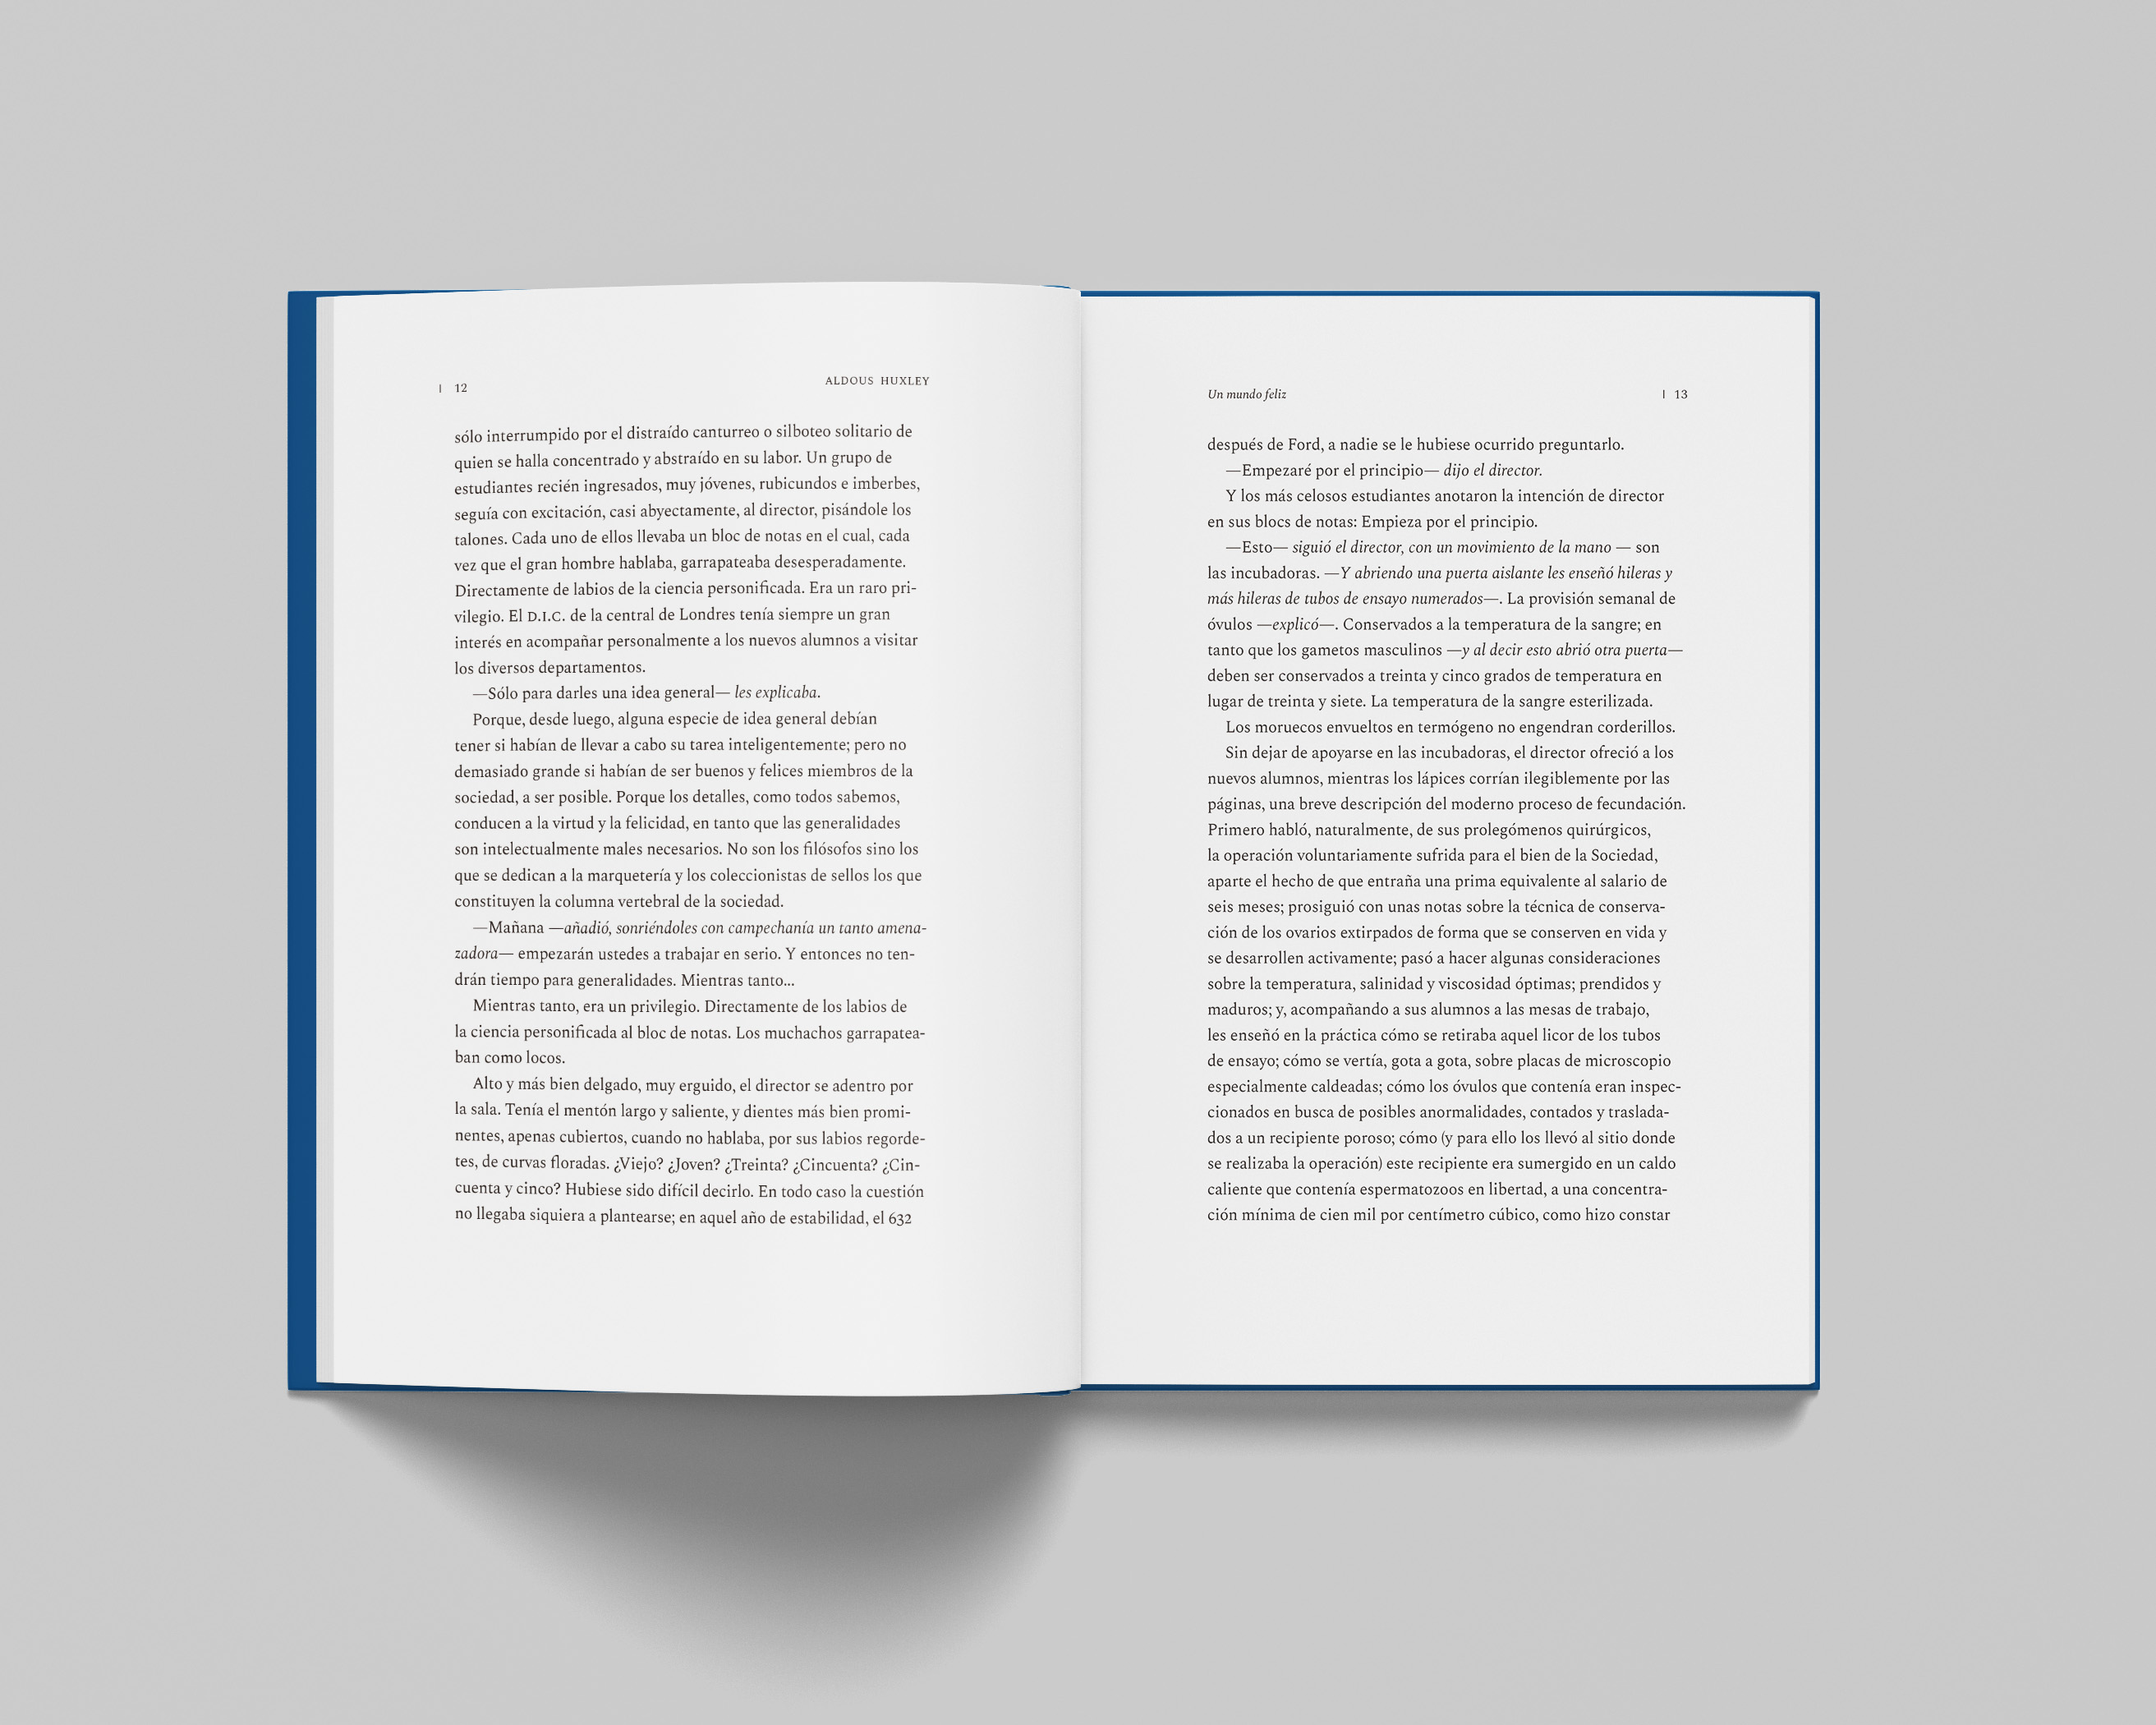 | 12
ALDOUS HUXLEY
sólo interrumpido por el distraído canturreo o silboteo solitario de
quien se halla concentrado y abstraído en su labor. Un grupo de
estudiantes recién ingresados, muy jóvenes, rubicundos e imberbes,
seguía con excitación, casi abyectamente, al director, pisándole los
talones. Cada uno de ellos llevaba un bloc de notas en el cual, cada
vez que el gran hombre hablaba, garrapateaba desesperadamente.
Directamente de labios de la ciencia personificada. Era un raro pri-
vilegio. El D.I.C. de la central de Londres tenía siempre un gran
interés en acompañar personalmente a los nuevos alumnos a visitar
los diversos departamentos.
—Sólo para darles una idea general— les explicaba.
Porque, desde luego, alguna especie de idea general debían
tener si habían de llevar a cabo su tarea inteligentemente; pero no
demasiado grande si habían de ser buenos y felices miembros de la
sociedad, a ser posible. Porque los detalles, como todos sabemos,
conducen a la virtud y la felicidad, en tanto que las generalidades
son intelectualmente males necesarios. No son los filósofos sino los
que se dedican a la marquetería y los coleccionistas de sellos los que
constituyen la columna vertebral de la sociedad.
—Mañana —añadió, sonriéndoles con campechanía un tanto amena-
zadora— empezarán ustedes a trabajar en serio. Y entonces no ten-
drán tiempo para generalidades. Mientras tanto...
Mientras tanto, era un privilegio. Directamente de los labios de
la ciencia personificada al bloc de notas. Los muchachos garrapatea-
ban como locos.
Alto y más bien delgado, muy erguido, el director se adentro por
la sala. Tenía el mentón largo y saliente, y dientes más bien promi-
nentes, apenas cubiertos, cuando no hablaba, por sus labios regorde-
tes, de curvas floradas. ¿Viejo? ¿Joven? ¿Treinta? ¿Cincuenta? ¿Cin-
cuenta y cinco? Hubiese sido difícil decirlo. En todo caso la cuestión
no llegaba siquiera a plantearse; en aquel año de estabilidad, el 632
Un mundo feliz
| 13
después de Ford, a nadie se le hubiese ocurrido preguntarlo.
—Empezaré por el principio— dijo el director.
Y los más celosos estudiantes anotaron la intención de director
en sus blocs de notas: Empieza por el principio.
—Esto— siguió el director, con un movimiento de la mano — son
las incubadoras. —Y abriendo una puerta aislante les enseñó hileras y
más hileras de tubos de ensayo numerados—. La provisión semanal de
óvulos —explicó—. Conservados a la temperatura de la sangre; en
tanto que los gametos masculinos —y al decir esto abrió otra puerta—
deben ser conservados a treinta y cinco grados de temperatura en
lugar de treinta y siete. La temperatura de la sangre esterilizada.
Los moruecos envueltos en termógeno no engendran corderillos.
Sin dejar de apoyarse en las incubadoras, el director ofreció a los
nuevos alumnos, mientras los lápices corrían ilegiblemente por las
páginas, una breve descripción del moderno proceso de fecundación.
Primero habló, naturalmente, de sus prolegómenos quirúrgicos,
la operación voluntariamente sufrida para el bien de la Sociedad,
aparte el hecho de que entraña una prima equivalente al salario de
seis meses; prosiguió con unas notas sobre la técnica de conserva-
ción de los ovarios extirpados de forma que se conserven en vida y
se desarrollen activamente; pasó a hacer algunas consideraciones
sobre la temperatura, salinidad y viscosidad óptimas; prendidos y
maduros; y, acompañando a sus alumnos a las mesas de trabajo,
les enseñó en la práctica cómo se retiraba aquel licor de los tubos
de ensayo; cómo se vertía, gota a gota, sobre placas de microscopio
especialmente caldeadas; cómo los óvulos que contenía eran inspec-
cionados en busca de posibles anormalidades, contados y traslada-
dos a un recipiente poroso; cómo (y para ello los llevó al sitio donde
se realizaba la operación) este recipiente era sumergido en un caldo
caliente que contenía espermatozoos en libertad, a una concentra-
ción mínima de cien mil por centímetro cúbico, como hizo constar